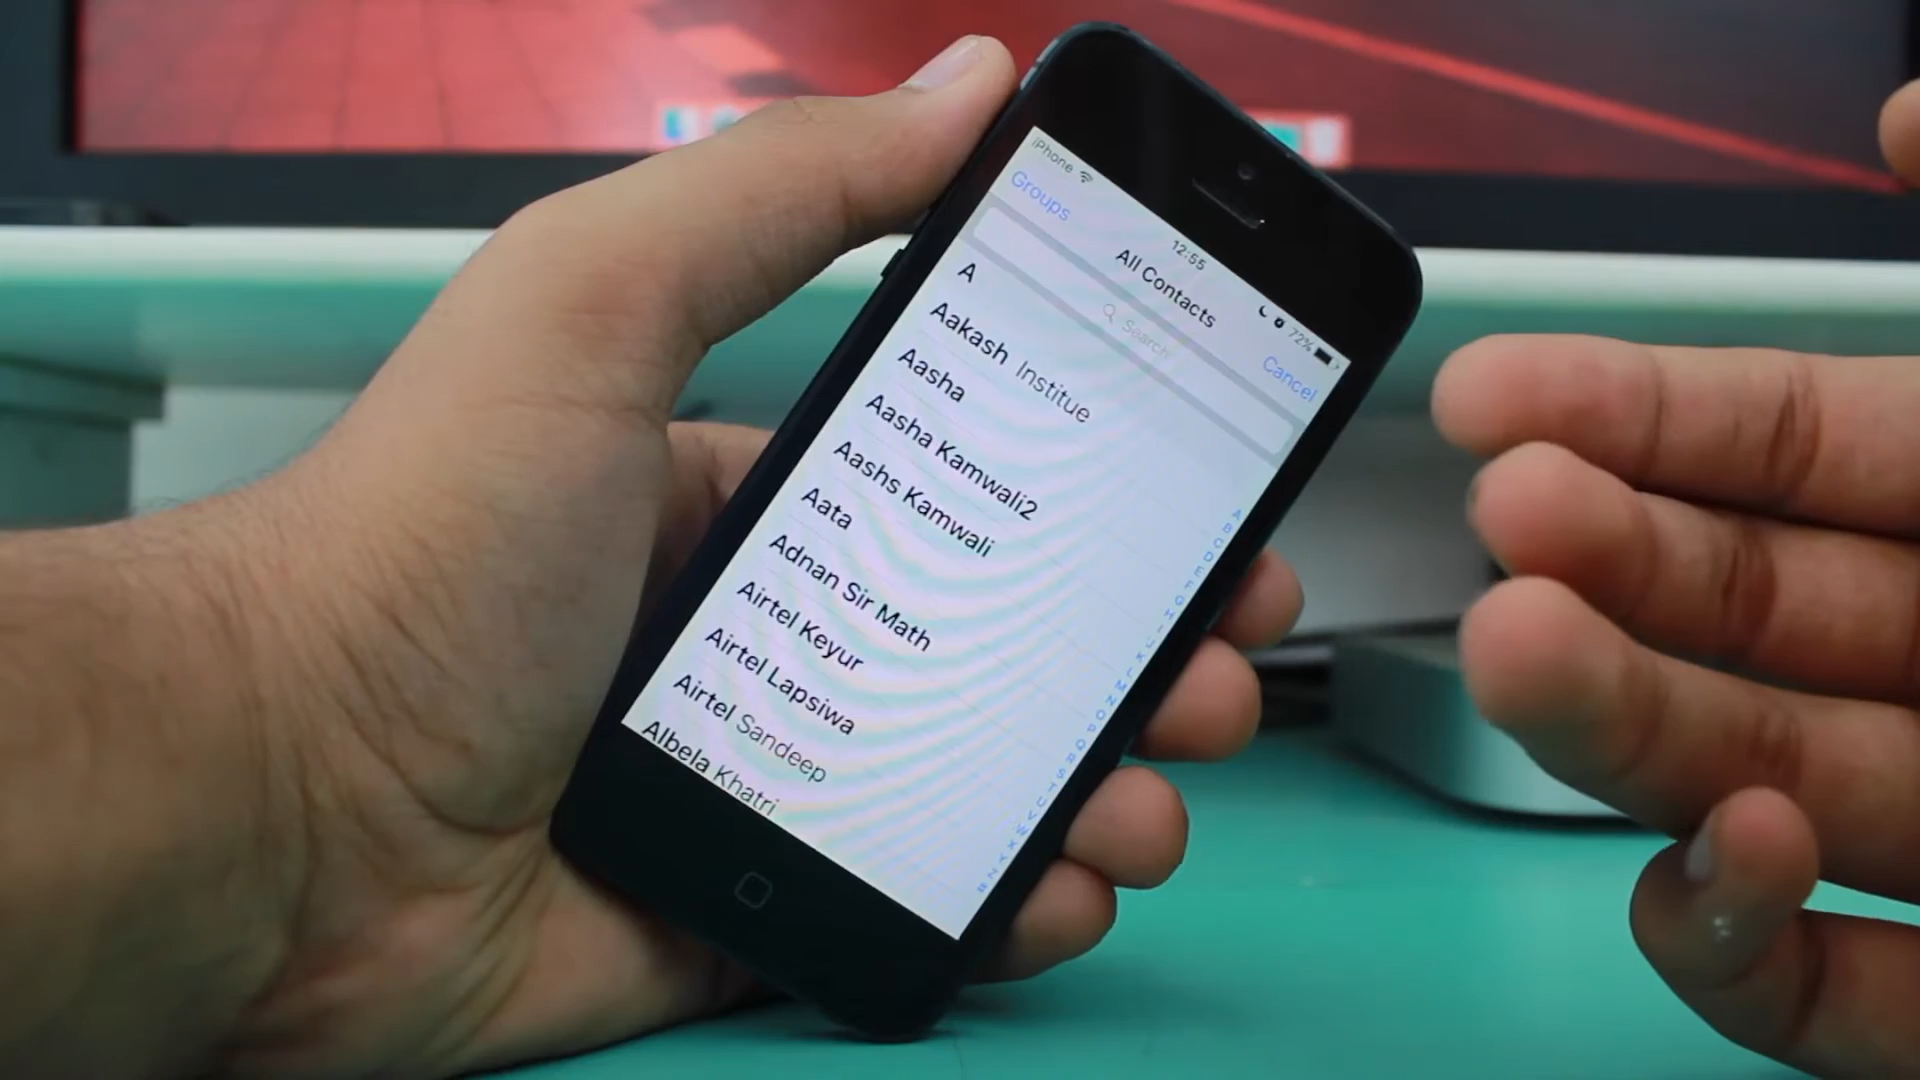 iPhone 12:55 72%
Groups All Contacts Cancel
Search
A
Aakash Institue
Aasha
Aasha Kamwali2
Aashs Kamwali
Aata
Adnan Sir Math
Airtel Keyur
Airtel Lapsiwa
Airtel Sandeep
Albela Khatri
A
B
C
D
E
F
G
H
I
J
K
L
M
N
O
P
Q
R
S
T
U
V
W
X
Y
Z
#